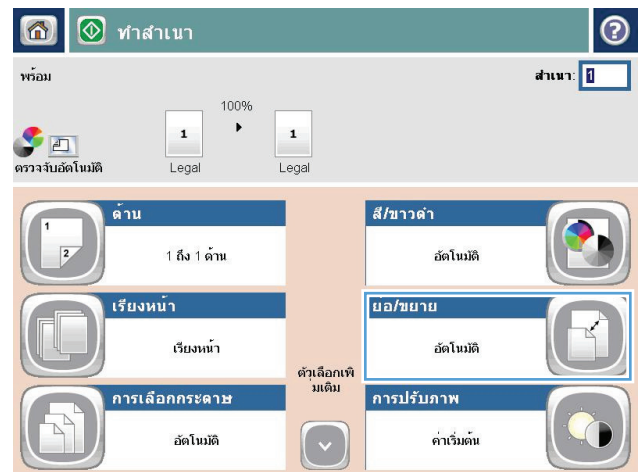 ทำสำเนา
พร้อม
สำเนา: 1
100%
1
1
ตรวจจับอัตโนมัติ
Legal
Legal
ด้าน
1
2
1 ถึง 1 ด้าน
สี/ขาวดำ
อัตโนมัติ
เรียงหน้า
เรียงหน้า
ย่อ/ขยาย
อัตโนมัติ
ตัวเลือกเพิ
่มเติม
การเลือกกระดาษ
อัตโนมัติ
การปรับภาพ
ค่าเริ่มต้น